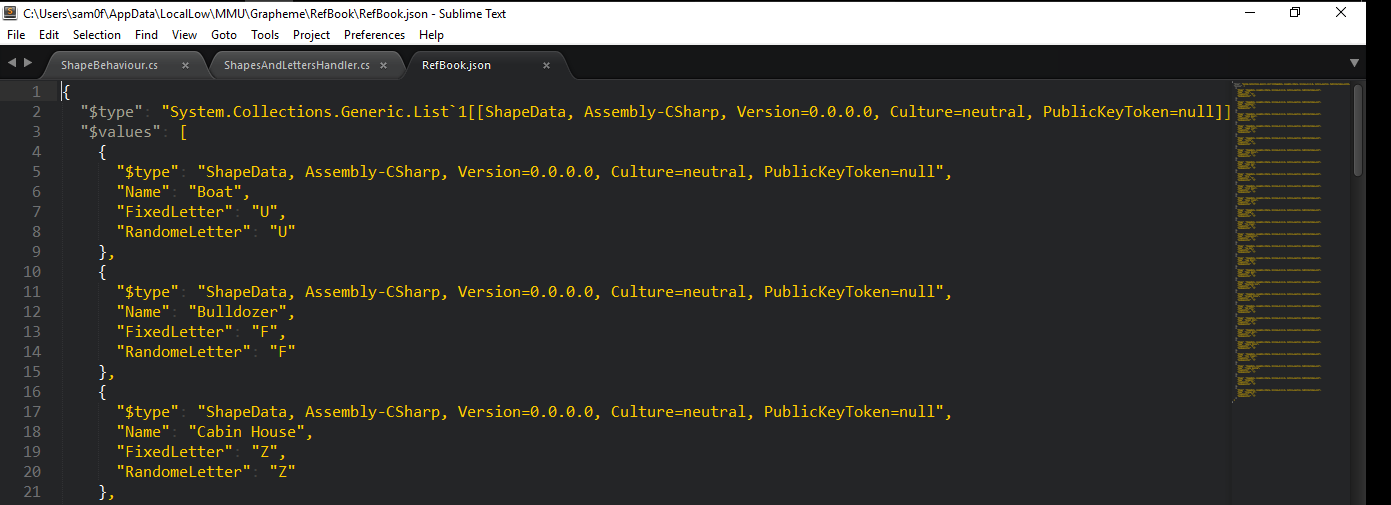 C:\Users\sam0f\AppData\LocalLow\MMU\Grapheme\RefBook\RefBook.json - Sublime Text
File Edit Selection Find View Goto Tools Project Preferences Help
ShapeBehaviour.cs × ShapesAndLettersHandler.cs × RefBook.json ×
1 {
2 "$type": "System.Collections.Generic.List`1[[ShapeData, Assembly-CSharp, Version=0.0.0.0, Culture=neutral, PublicKeyToken=null]]
3 "$values": [
4 {
5 "$type": "ShapeData, Assembly-CSharp, Version=0.0.0.0, Culture=neutral, PublicKeyToken=null",
6 "Name": "Boat",
7 "FixedLetter": "U",
8 "RandomeLetter": "U"
9 },
10 {
11 "$type": "ShapeData, Assembly-CSharp, Version=0.0.0.0, Culture=neutral, PublicKeyToken=null",
12 "Name": "Bulldozer",
13 "FixedLetter": "F",
14 "RandomeLetter": "F"
15 },
16 {
17 "$type": "ShapeData, Assembly-CSharp, Version=0.0.0.0, Culture=neutral, PublicKeyToken=null",
18 "Name": "Cabin House",
19 "FixedLetter": "Z",
20 "RandomeLetter": "Z"
21 },